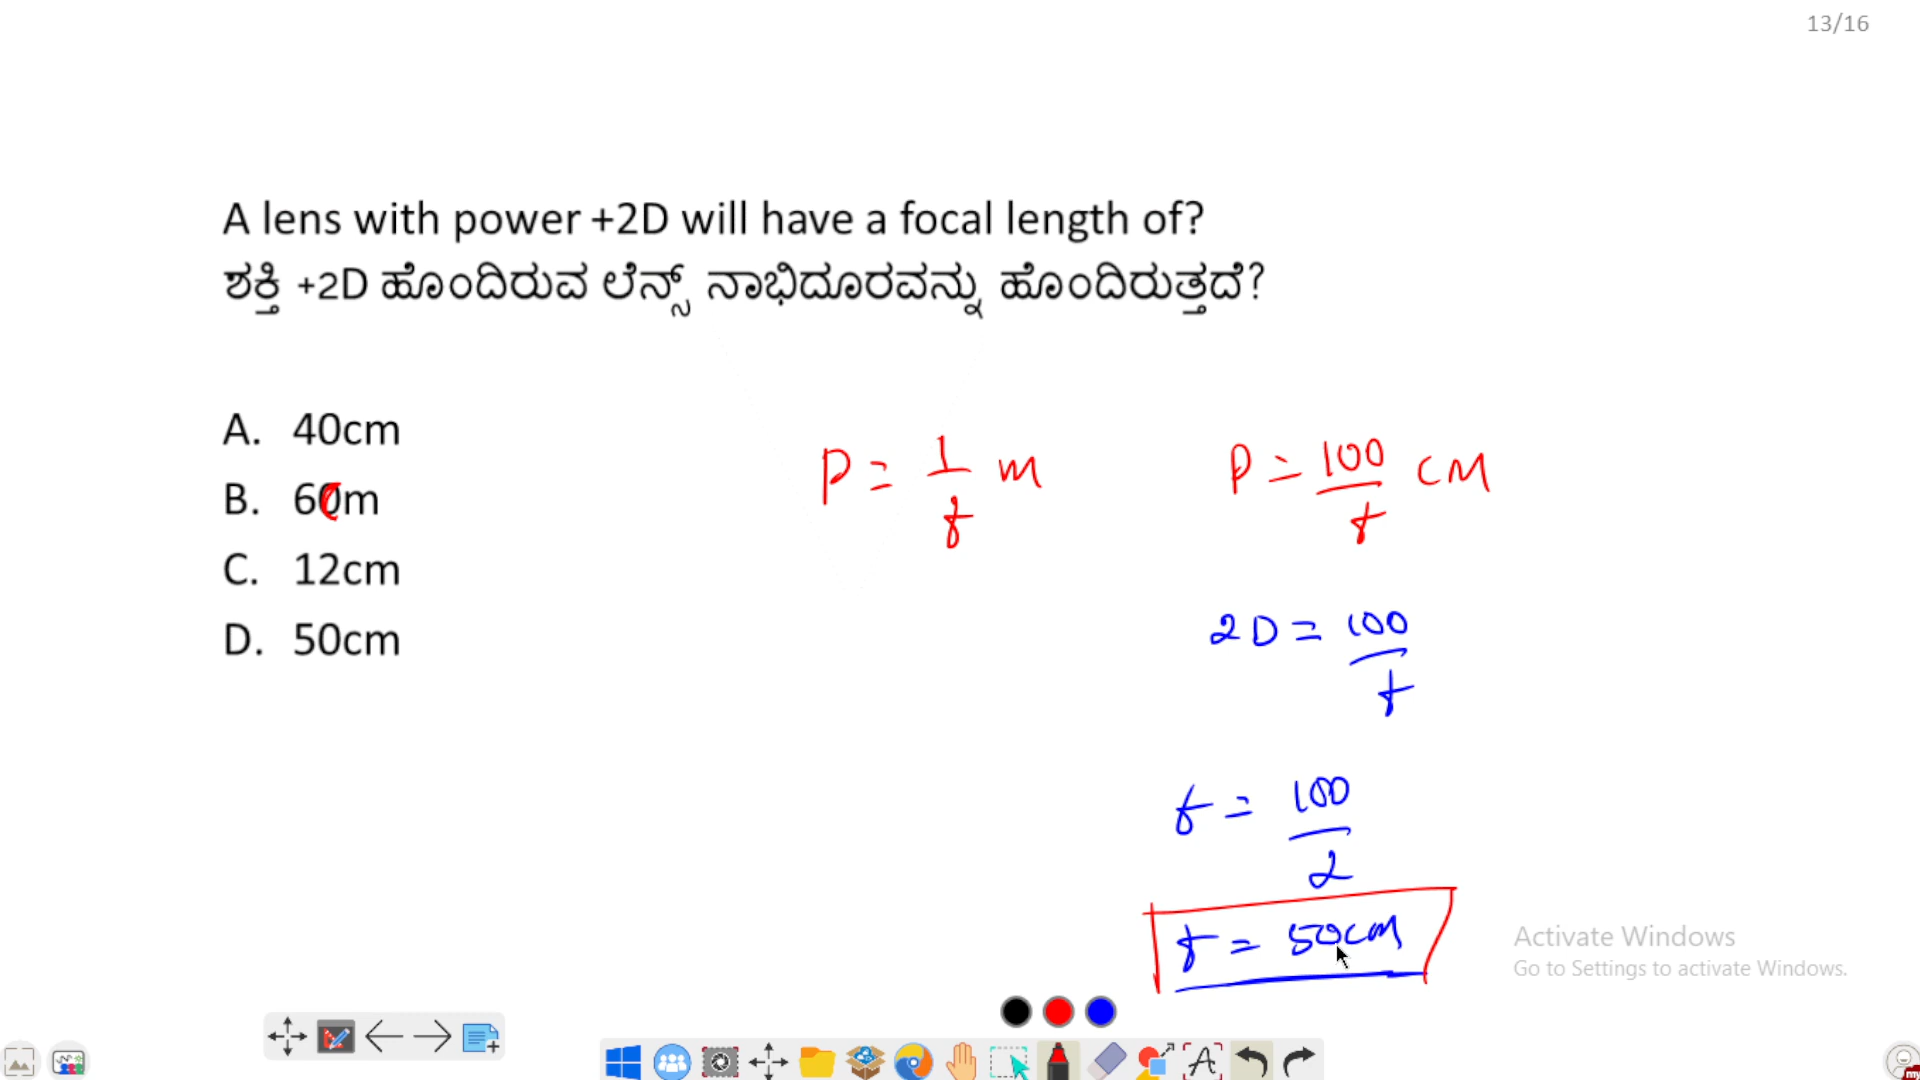 13/16
A lens with power +2D will have a focal length of?
ಶಕ್ತಿ +2D ಹೊಂದಿರುವ ಲೆನ್ಸ್ ನಾಭಿದೂರವನ್ನು ಹೊಂದಿರುತ್ತದೆ?
A. 40cm
B. 60m
C. 12cm
D. 50cm
P = 1/f m
P = 100/f cm
2D = 100/f
f = 100/2
f = 50cm
Activate Windows
Go to Settings to activate Windows.